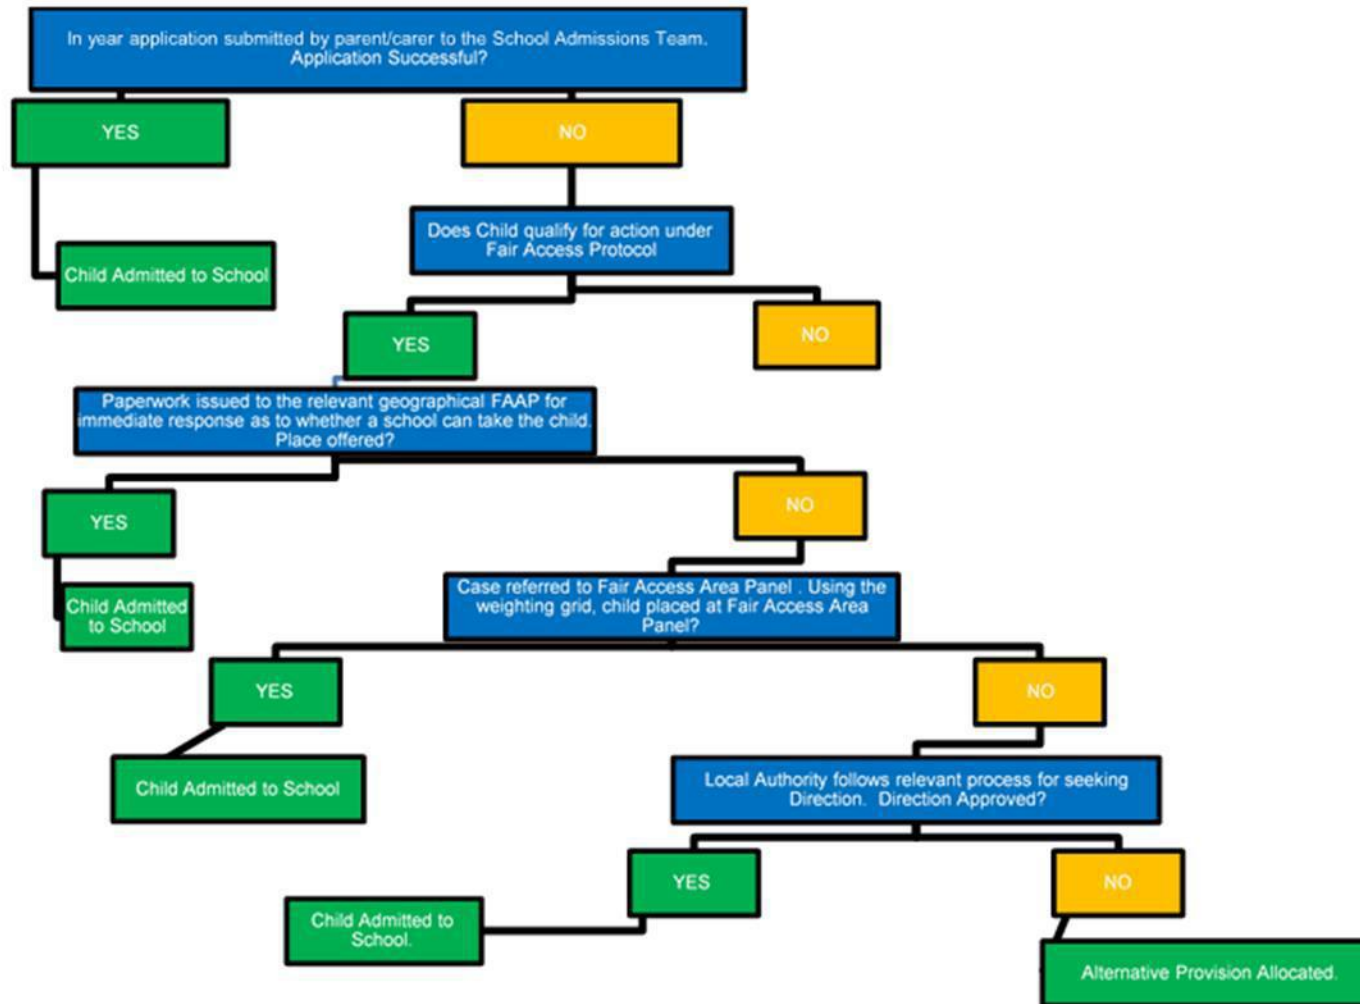 In year application submitted by parent/carer to the School Admissions Team.
Application Successful?
YES
NO
Does Child qualify for action under
Fair Access Protocol
Child Admitted to School
YES
NO
Paperwork issued to the relevant geographical FAAP for
immediate response as to whether a school can take the child.
Place offered?
YES
NO
Child Admitted
to School
Case referred to Fair Access Area Panel . Using the
weighting grid, child placed at Fair Access Area
Panel?
YES
NO
Child Admitted to School
Local Authority follows relevant process for seeking
Direction. Direction Approved?
YES
NO
Child Admitted to
School.
Alternative Provision Allocated.